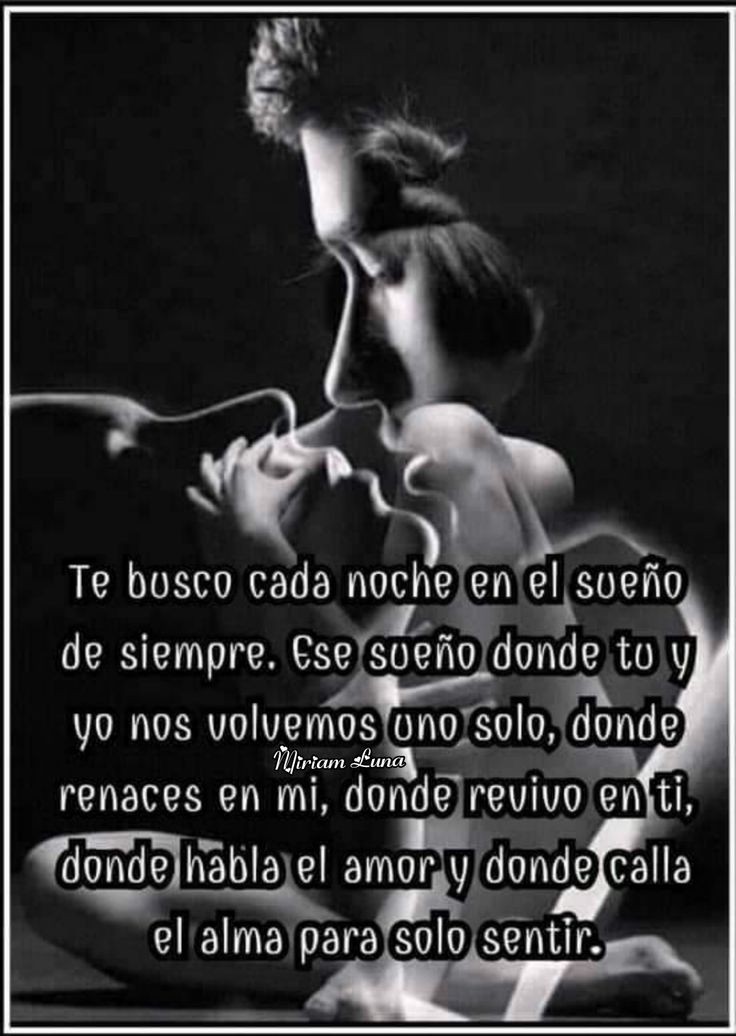 Te busco cada noche en el sueño
de siempre. Ese sueño donde tu y
yo nos volvemos uno solo, donde
Miriam Luna
renaces en mi, donde revivo en ti,
donde habla el amor y donde calla
el alma para solo sentir.